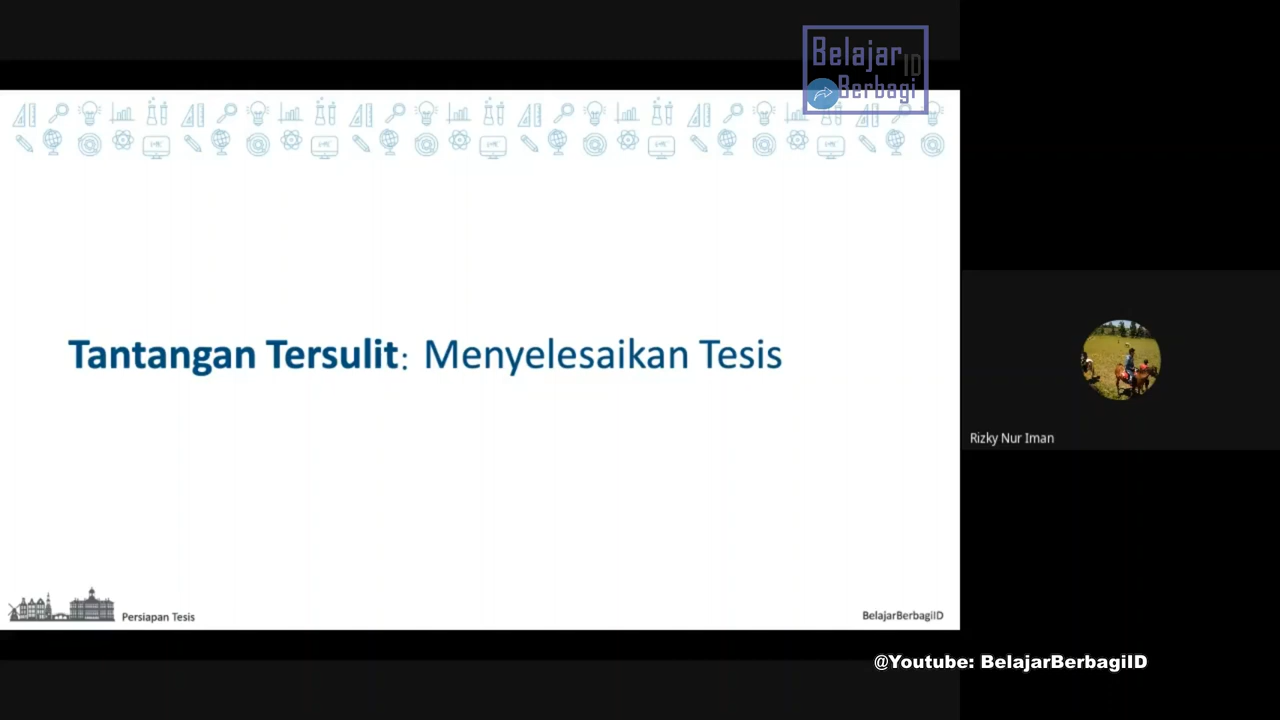 Belajar ID
Berbagi
Tantangan Tersulit: Menyelesaikan Tesis
Rizky Nur Iman
Persiapan Tesis
BelajarBerbagiID
@Youtube: BelajarBerbagiID